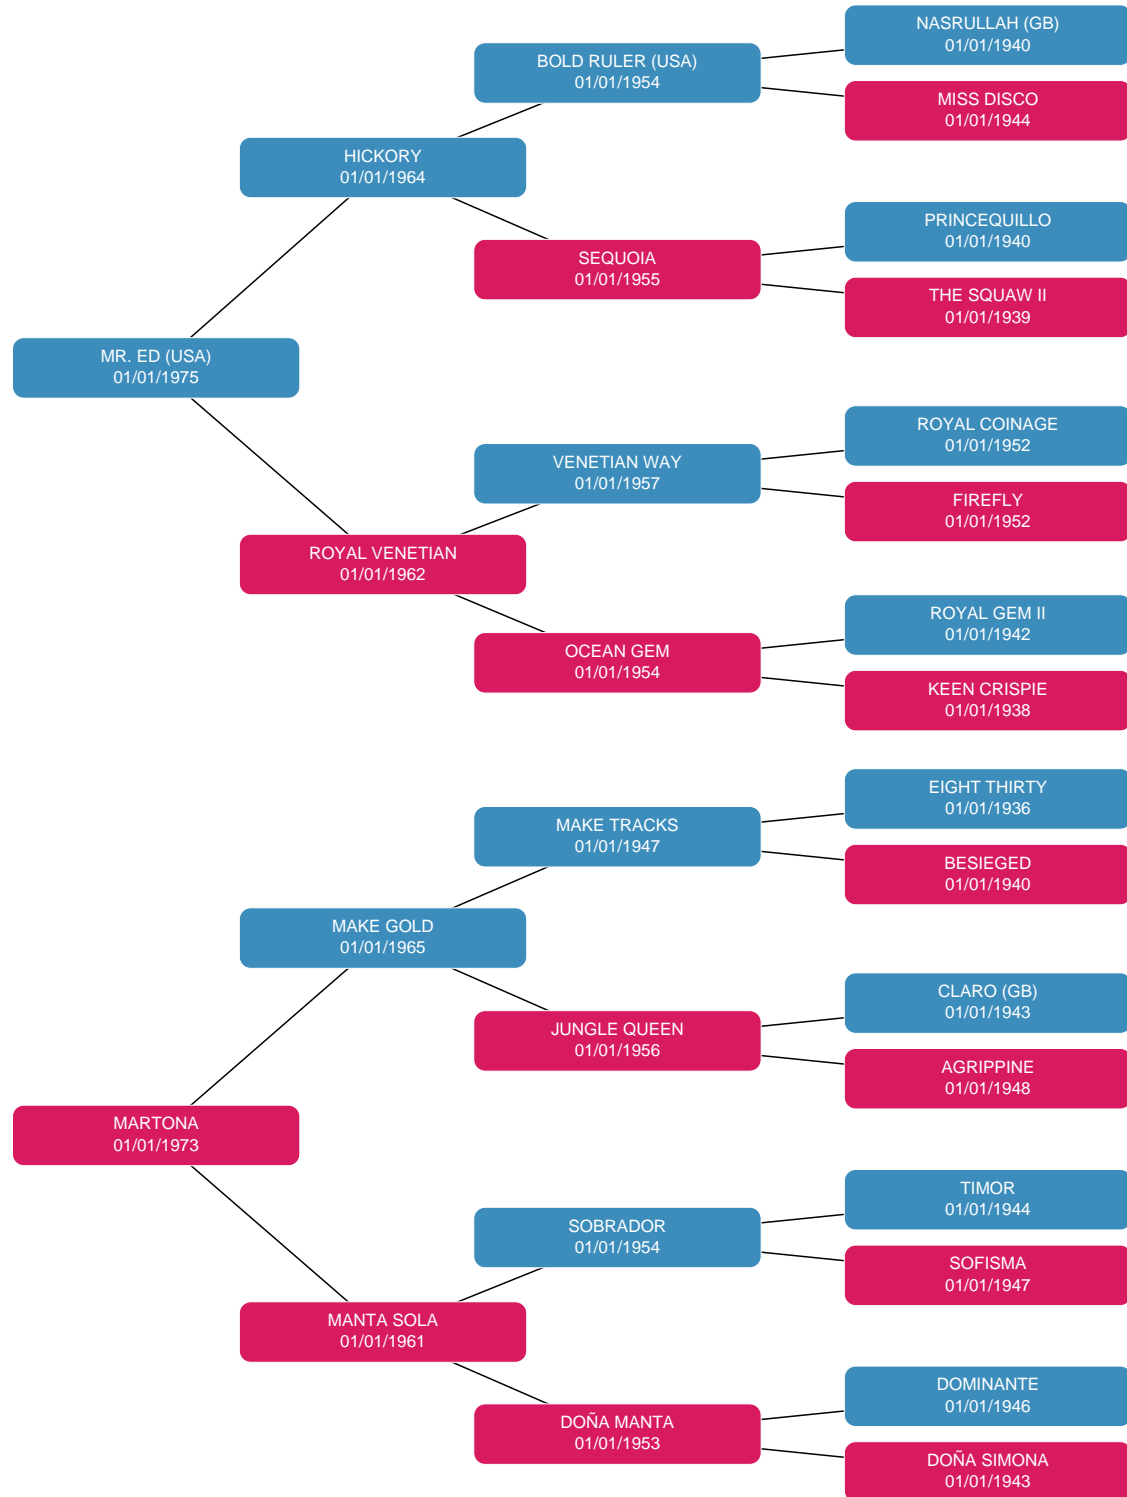 NASRULLAH (GB)
01/01/1940
BOLD RULER (USA)
01/01/1954
MISS DISCO
01/01/1944
HICKORY
01/01/1964
PRINCEQUILLO
01/01/1940
SEQUOIA
01/01/1955
THE SQUAW II
01/01/1939
MR. ED (USA)
01/01/1975
ROYAL COINAGE
01/01/1952
VENETIAN WAY
01/01/1957
FIREFLY
01/01/1952
ROYAL VENETIAN
01/01/1962
ROYAL GEM II
01/01/1942
OCEAN GEM
01/01/1954
KEEN CRISPIE
01/01/1938
EIGHT THIRTY
01/01/1936
MAKE TRACKS
01/01/1947
BESIEGED
01/01/1940
MAKE GOLD
01/01/1965
CLARO (GB)
01/01/1943
JUNGLE QUEEN
01/01/1956
AGRIPPINE
01/01/1948
MARTONA
01/01/1973
TIMOR
01/01/1944
SOBRADOR
01/01/1954
SOFISMA
01/01/1947
MANTA SOLA
01/01/1961
DOMINANTE
01/01/1946
DOÑA MANTA
01/01/1953
DOÑA SIMONA
01/01/1943